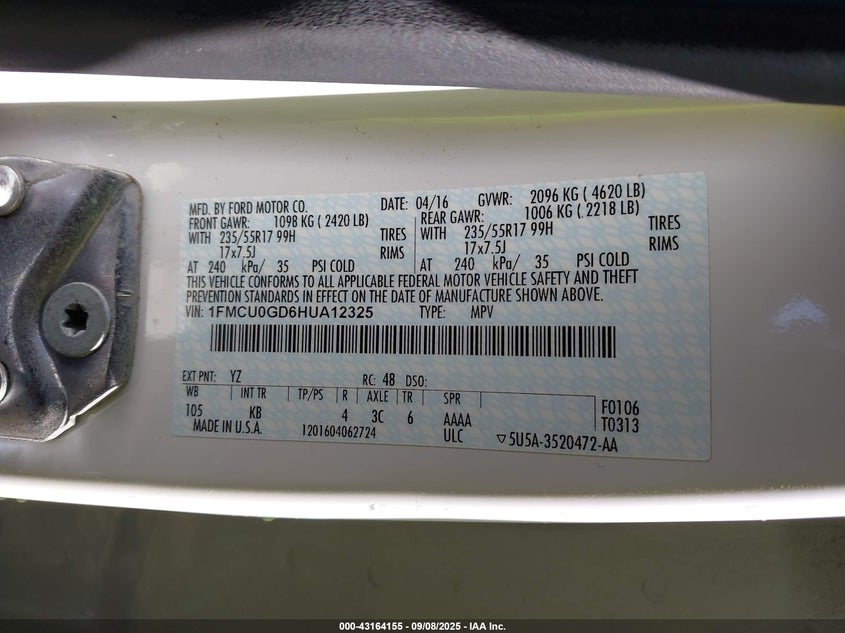 MFD. BY FORD MOTOR CO. DATE: 04/16 GVWR: 2096 KG ( 4620 LB)
FRONT GAWR: 1098 KG ( 2420 LB) REAR GAWR: 1006 KG ( 2218 LB)
WITH 235/55R17 99H TIRES WITH 235/55R17 99H TIRES
17x7.5J RIMS 17x7.5J RIMS
AT 240 kPa/ 35 PSI COLD AT 240 kPa/ 35 PSI COLD
THIS VEHICLE CONFORMS TO ALL APPLICABLE FEDERAL MOTOR VEHICLE SAFETY AND THEFT
PREVENTION STANDARDS IN EFFECT ON THE DATE OF MANUFACTURE SHOWN ABOVE.
VIN: 1FMCU0GD6HUA12325 TYPE: MPV
EXT PNT: YZ RC: 48 DSO:
WB INT TR TP/PS R AXLE TR SPR
105 KB 4 3C 6 AAAA F0106
MADE IN U.S.A. 1201604062724 ULC ▽5U5A-3520472-AA T0313
000-43164155 - 09/08/2025 - IAA Inc.